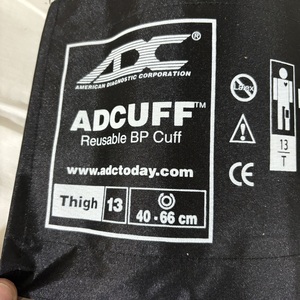 ADC®
AMERICAN DIAGNOSTIC CORPORATION
ADCUFF™
Reusable BP Cuff
www.adctoday.com
Thigh 13 40 - 66 cm
Latex
CE
13
T